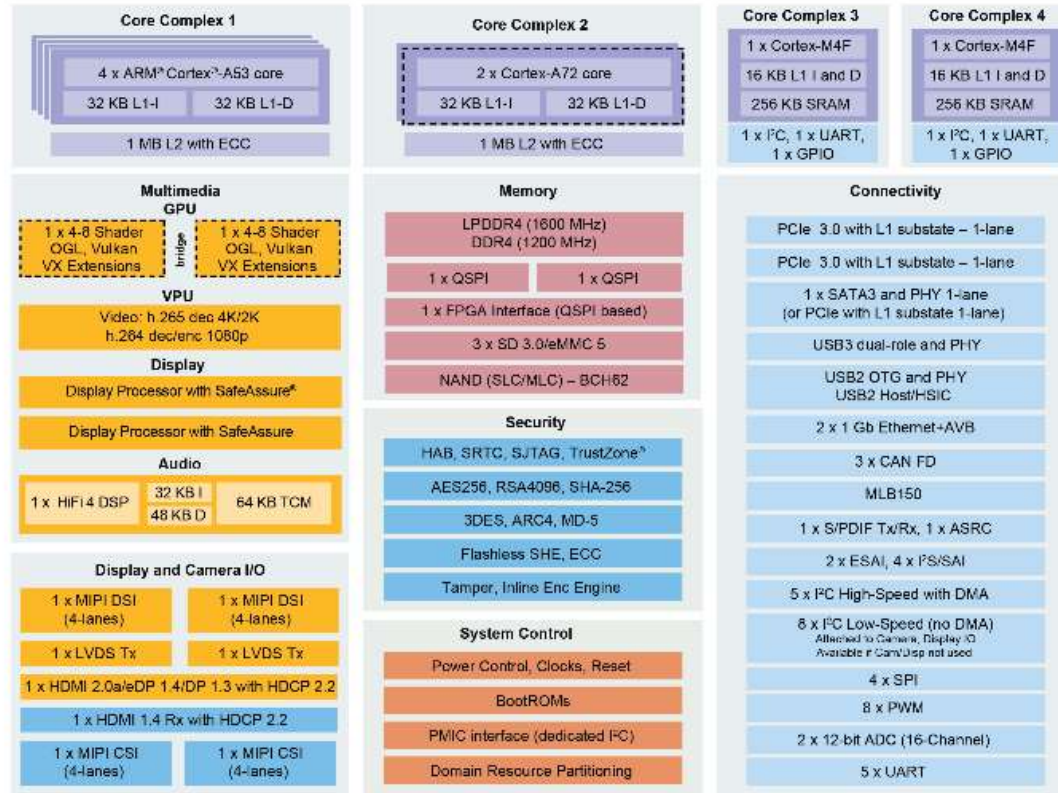 Core Complex 1
4 x ARM® Cortex®-A53 core
32 KB L1-I
32 KB L1-D
1 MB L2 with ECC
Core Complex 2
2 x Cortex-A72 core
32 KB L1-I
32 KB L1-D
1 MB L2 with ECC
Core Complex 3
1 x Cortex-M4F
16 KB L1 I and D
256 KB SRAM
1 x I²C, 1 x UART,
1 x GPIO
Core Complex 4
1 x Cortex-M4F
16 KB L1 I and D
256 KB SRAM
1 x I²C, 1 x UART,
1 x GPIO
Multimedia
GPU
1 x 4-8 Shader
OGL, Vulkan
VX Extensions
bridge
1 x 4-8 Shader
OGL, Vulkan
VX Extensions
VPU
Video: h.265 dec 4K/2K
h.264 dec/enc 1080p
Display
Display Processor with SafeAssure®
Display Processor with SafeAssure
Audio
1 x HiFi 4 DSP
32 KB I
48 KB D
64 KB TCM
Display and Camera I/O
1 x MIPI DSI
(4-lanes)
1 x MIPI DSI
(4-lanes)
1 x LVDS Tx
1 x LVDS Tx
1 x HDMI 2.0a/eDP 1.4/DP 1.3 with HDCP 2.2
1 x HDMI 1.4 Rx with HDCP 2.2
1 x MIPI CSI
(4-lanes)
1 x MIPI CSI
(4-lanes)
Memory
LPDDR4 (1600 MHz)
DDR4 (1200 MHz)
1 x QSPI
1 x QSPI
1 x FPGA Interface (QSPI based)
3 x SD 3.0/eMMC 5
NAND (SLC/MLC) – BCH62
Security
HAB, SRTC, SJTAG, TrustZone®
AES256, RSA4096, SHA-256
3DES, ARC4, MD-5
Flashless SHE, ECC
Tamper, Inline Enc Engine
System Control
Power Control, Clocks, Reset
BootROMs
PMIC interface (dedicated I²C)
Domain Resource Partitioning
Connectivity
PCIe 3.0 with L1 substate – 1-lane
PCIe 3.0 with L1 substate – 1-lane
1 x SATA3 and PHY 1-lane
(or PCIe with L1 substate 1-lane)
USB3 dual-role and PHY
USB2 OTG and PHY
USB2 Host/HSIC
2 x 1 Gb Ethernet+AVB
3 x CAN FD
MLB150
1 x S/PDIF Tx/Rx, 1 x ASRC
2 x ESAI, 4 x I²S/SAI
5 x I²C High-Speed with DMA
8 x I²C Low-Speed (no DMA)
Attached to Camera, Display IO
Available if Cam/Disp not used
4 x SPI
8 x PWM
2 x 12-bit ADC (16-Channel)
5 x UART